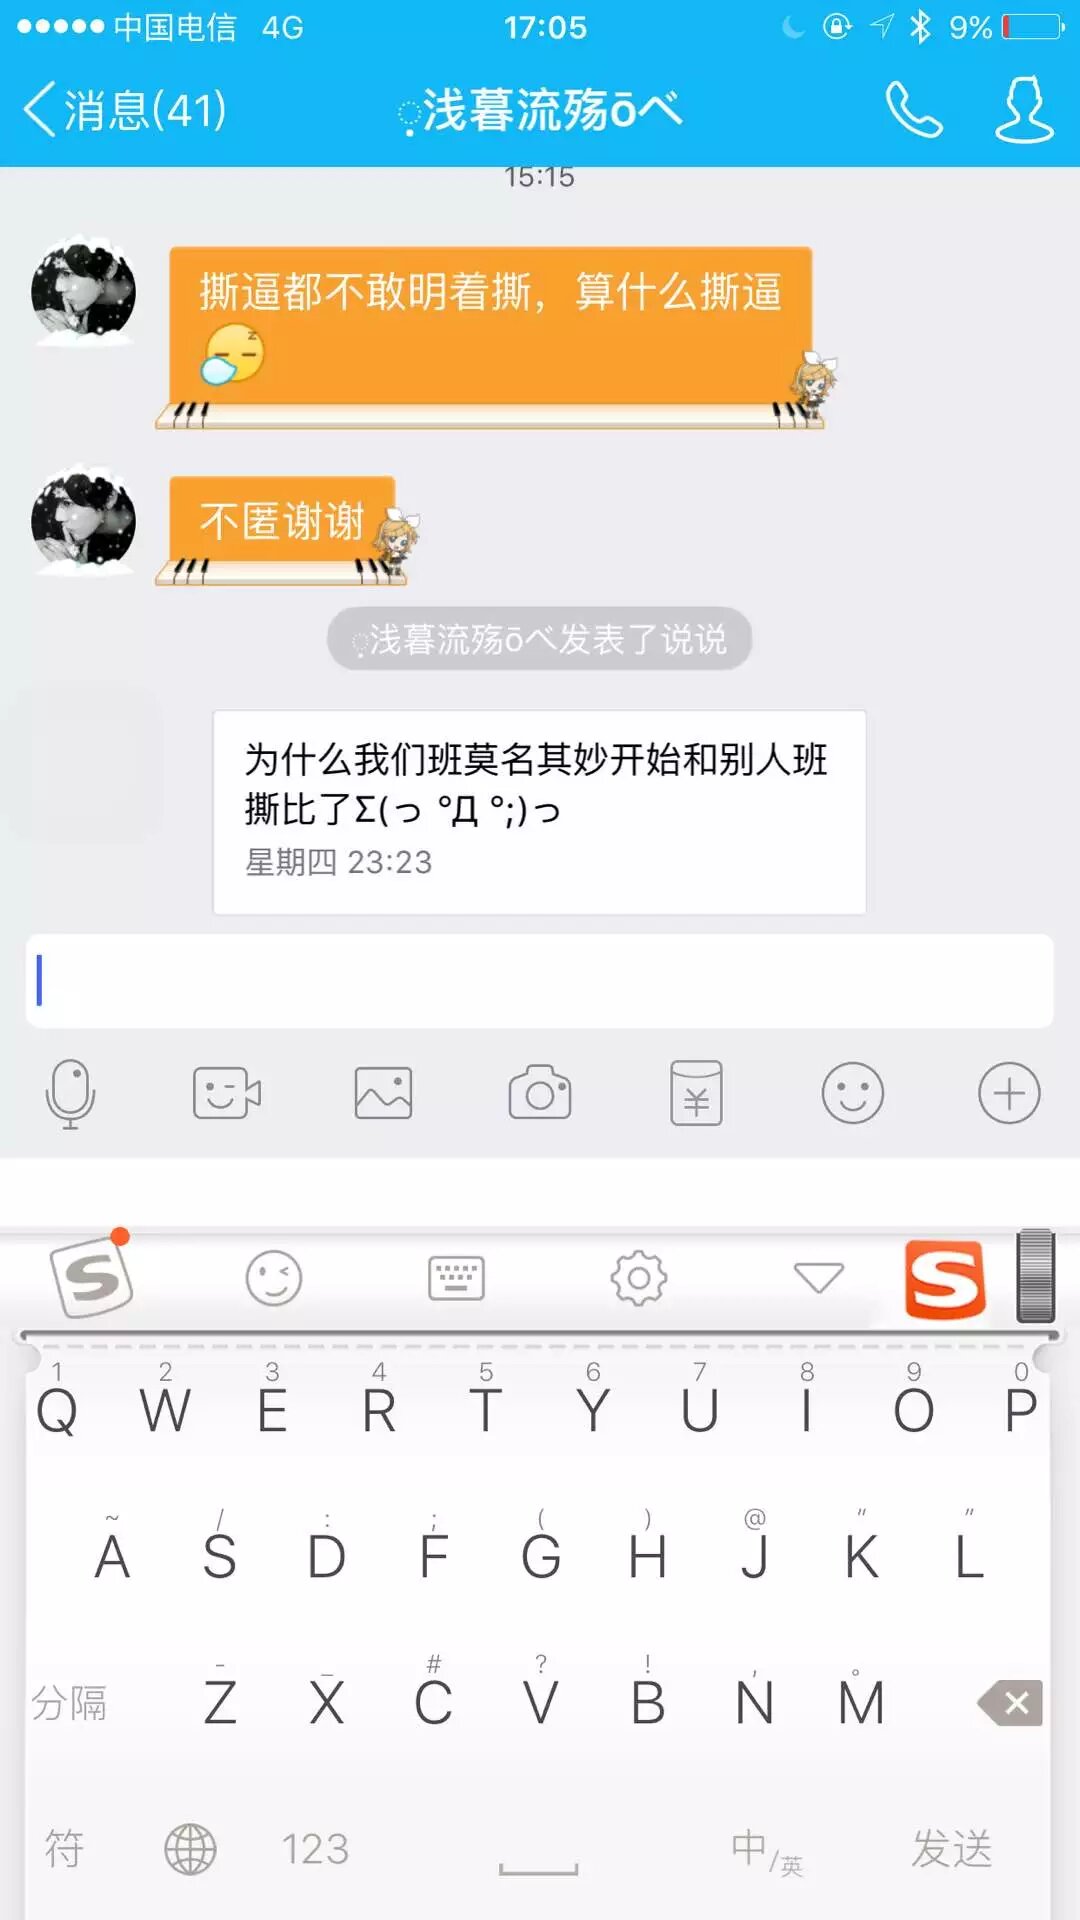 中国电信 4G 17:05 9%
消息(41) ़浅暮流殇ōべ
15:15
撕逼都不敢明着撕，算什么撕逼
不匿谢谢
浅暮流殇ōべ发表了说说
为什么我们班莫名其妙开始和别人班
撕比了Σ(っ °Д °;)っ
星期四 23:23
S S
1 2 3 4 5 6 7 8 9 0
Q W E R T Y U I O P
~ / : ; ( ) @ " "
A S D F G H J K L
- _ # ? ! , 。
分隔 Z X C V B N M
符 123 中/英 发送